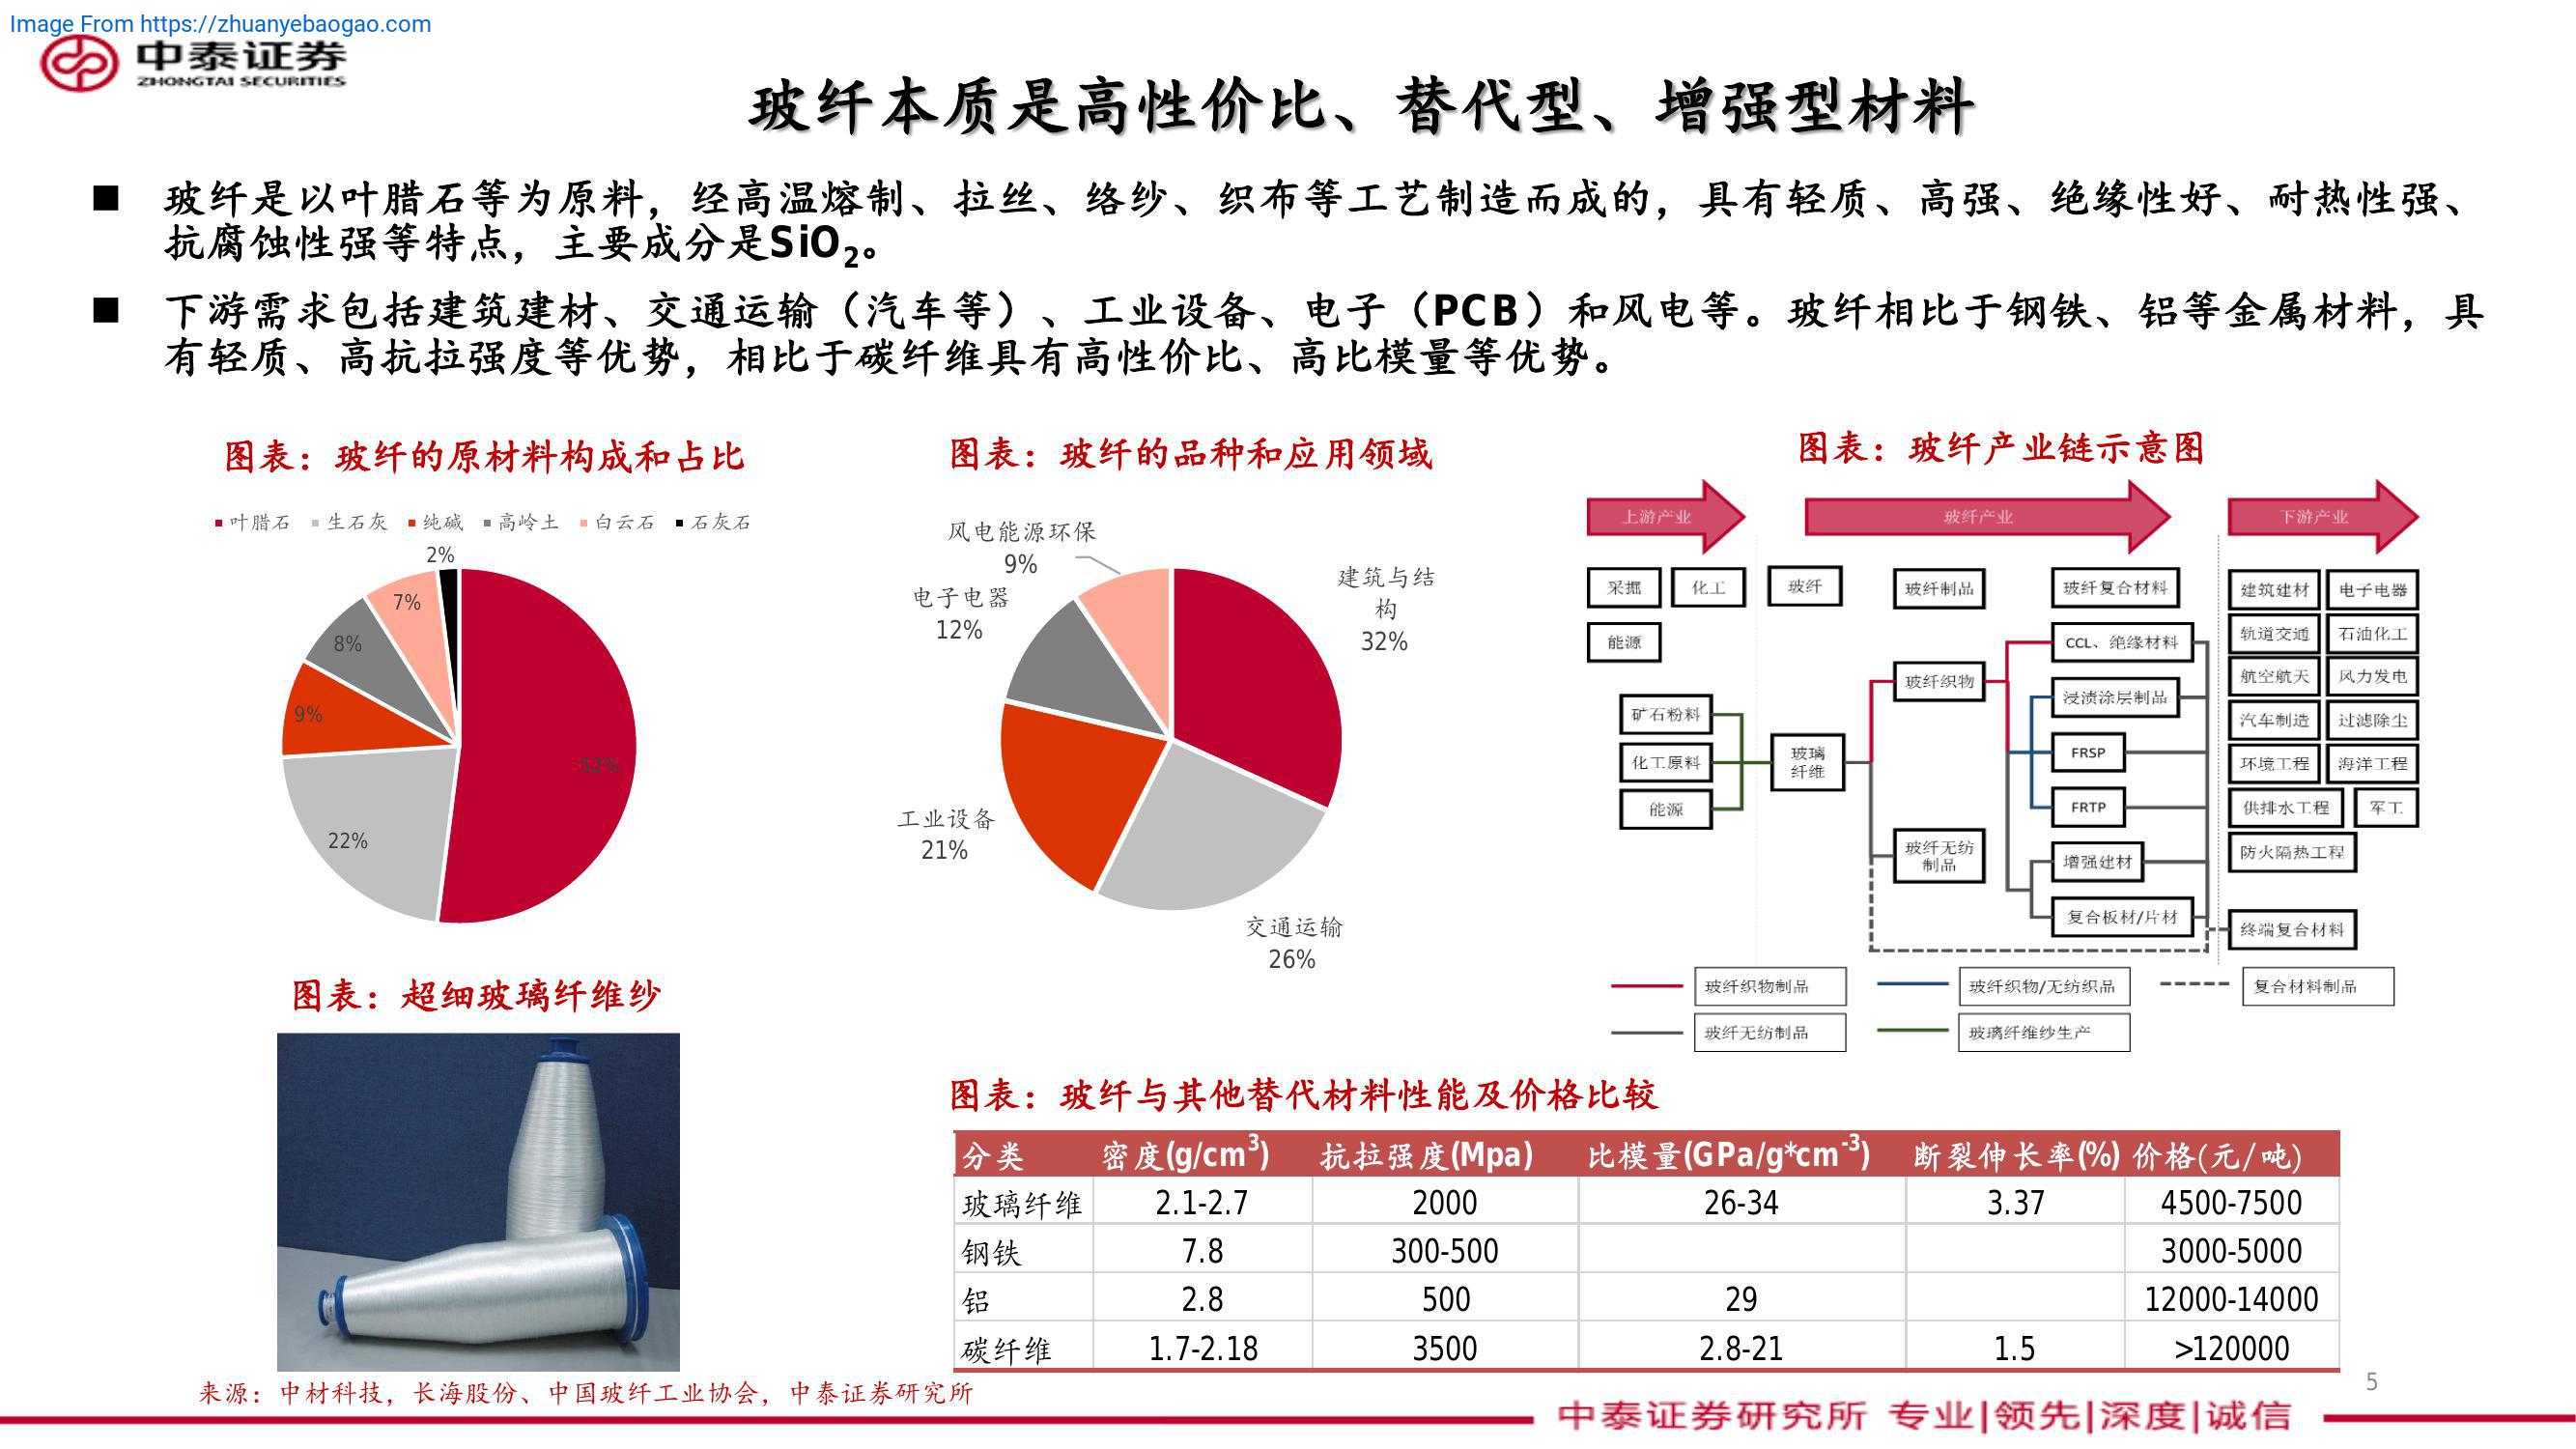 Image From https://zhuanyebaogao.com
中泰证券
ZHONGTAI SECURITIES
玻纤本质是高性价比、替代型、增强型材料
■ 玻纤是以叶腊石等为原料，经高温熔制、拉丝、络纱、织布等工艺制造而成的，具有轻质、高强、绝缘性好、耐热性强、
抗腐蚀性强等特点，主要成分是SiO₂。
■ 下游需求包括建筑建材、交通运输（汽车等）、工业设备、电子（PCB）和风电等。玻纤相比于钢铁、铝等金属材料，具
有轻质、高抗拉强度等优势，相比于碳纤维具有高性价比、高比模量等优势。
图表：玻纤的原材料构成和占比
叶腊石 生石灰 纯碱 高岭土 白云石 石灰石
2%
7%
8%
9%
52%
22%
图表：玻纤的品种和应用领域
风电能源环保
9%
建筑与结
构
32%
电子电器
12%
工业设备
21%
交通运输
26%
图表：玻纤产业链示意图
上游产业 玻纤产业 下游产业
采掘 化工 玻纤 玻纤制品 玻纤复合材料 建筑建材 电子电器
能源 CCL、绝缘材料 轨道交通 石油化工
玻纤织物 航空航天 风力发电
矿石粉料 浸渍涂层制品 汽车制造 过滤除尘
化工原料 玻璃
纤维 FRSP 环境工程 海洋工程
能源 FRTP 供排水工程 军工
玻纤无纺
制品 增强建材 防火隔热工程
复合板材/片材 终端复合材料
玻纤织物制品 玻纤织物/无纺织品 复合材料制品
玻纤无纺制品 玻璃纤维纱生产
图表：超细玻璃纤维纱
图表：玻纤与其他替代材料性能及价格比较
分类 密度(g/cm³) 抗拉强度(Mpa) 比模量(GPa/g*cm⁻³) 断裂伸长率(%) 价格(元/吨)
玻璃纤维 2.1-2.7 2000 26-34 3.37 4500-7500
钢铁 7.8 300-500 3000-5000
铝 2.8 500 29 12000-14000
碳纤维 1.7-2.18 3500 2.8-21 1.5 >120000
来源：中材科技，长海股份、中国玻纤工业协会，中泰证券研究所
5
中泰证券研究所 专业|领先|深度|诚信